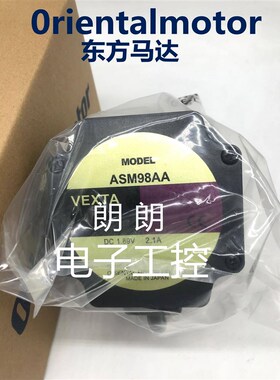 Orientalmotor
东方马达
MODEL
ASM98AA
VEXTA
朗朗
DC 1.69V 2.1A
电子工控
MADE IN JAPAN